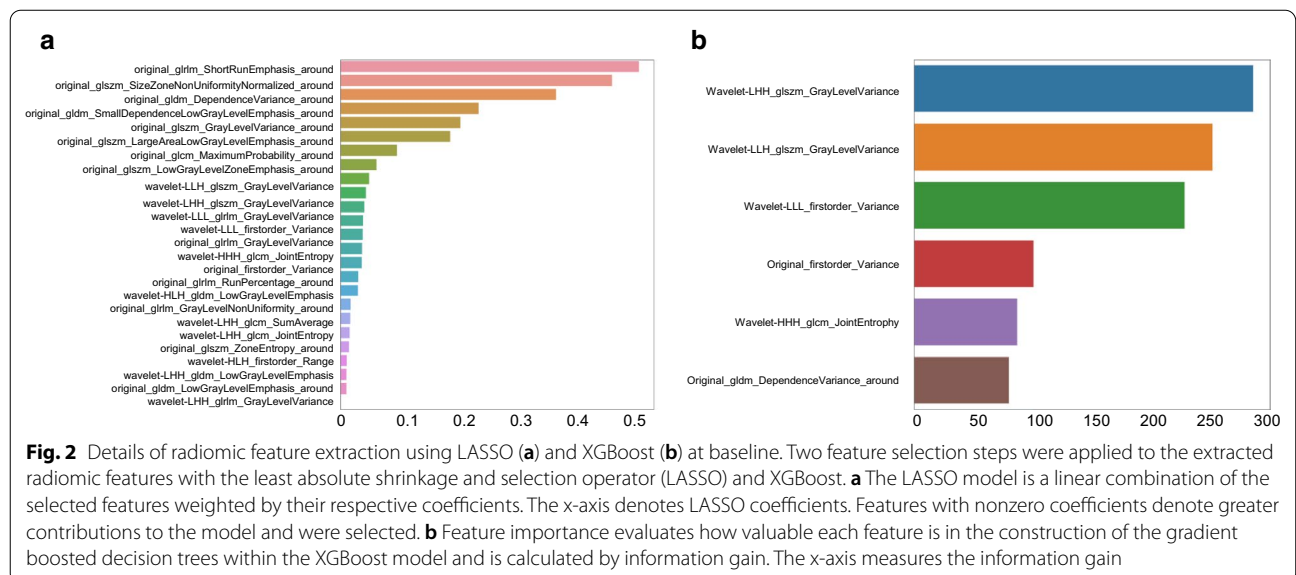 a
original_glrlm_ShortRunEmphasis_around
original_glszm_SizeZoneNonUniformityNormalized_around
original_gldm_DependenceVariance_around
original_gldm_SmallDependenceLowGrayLevelEmphasis_around
original_glszm_GrayLevelVariance_around
original_glszm_LargeAreaLowGrayLevelEmphasis_around
original_glcm_MaximumProbability_around
original_glszm_LowGrayLevelZoneEmphasis_around
wavelet-LLH_glszm_GrayLevelVariance
wavelet-LHH_glszm_GrayLevelVariance
wavelet-LLL_glrlm_GrayLevelVariance
wavelet-LLL_firstorder_Variance
original_glrlm_GrayLevelVariance
wavelet-HHH_glcm_JointEntropy
original_firstorder_Variance
original_glrlm_RunPercentage_around
wavelet-HLH_gldm_LowGrayLevelEmphasis
original_glrlm_GrayLevelNonUniformity_around
wavelet-LHH_glcm_SumAverage
wavelet-LHH_glcm_JointEntropy
original_glszm_ZoneEntropy_around
wavelet-HLH_firstorder_Range
wavelet-LHH_gldm_LowGrayLevelEmphasis
original_gldm_LowGrayLevelEmphasis_around
wavelet-LHH_glrlm_GrayLevelVariance
0 0.1 0.2 0.3 0.4 0.5
b
Wavelet-LHH_glszm_GrayLevelVariance
Wavelet-LLH_glszm_GrayLevelVariance
Wavelet-LLL_firstorder_Variance
Original_firstorder_Variance
Wavelet-HHH_glcm_JointEntrophy
Original_gldm_DependenceVariance_around
0 50 100 150 200 250 300
Fig. 2 Details of radiomic feature extraction using LASSO (a) and XGBoost (b) at baseline. Two feature selection steps were applied to the extracted
radiomic features with the least absolute shrinkage and selection operator (LASSO) and XGBoost. a The LASSO model is a linear combination of the
selected features weighted by their respective coefficients. The x-axis denotes LASSO coefficients. Features with nonzero coefficients denote greater
contributions to the model and were selected. b Feature importance evaluates how valuable each feature is in the construction of the gradient
boosted decision trees within the XGBoost model and is calculated by information gain. The x-axis measures the information gain